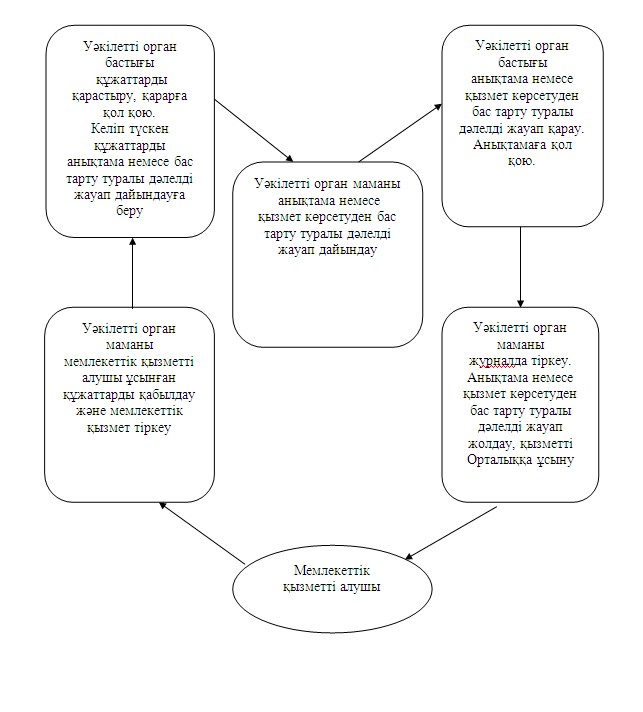 Уәкілетті орган
бастығы
құжаттарды
қарастыру, қарарға
қол қою.
Келіп түскен
құжаттарды
анықтама немесе бас
тарту туралы дәлелді
жауап дайындауға
беру
Уәкілетті орган маманы
анықтама немесе
қызмет көрсетуден бас
тарту туралы дәлелді
жауап дайындау
Уәкілетті орган
бастығы
анықтама немесе
қызмет көрсетуден
бас тарту туралы
дәлелді жауап қарау.
Анықтамаға қол
қою.
Уәкілетті орган
маманы
мемлекеттік қызметті
алушы ұсынған
құжаттарды қабылдау
және мемлекеттік
қызмет тіркеу
Уәкілетті орган
маманы
журналда тіркеу.
Анықтама немесе
қызмет көрсетуден
бас тарту туралы
дәлелді жауап
жолдау, қызметті
Орталыққа ұсыну
Мемлекеттік
қызметті алушы